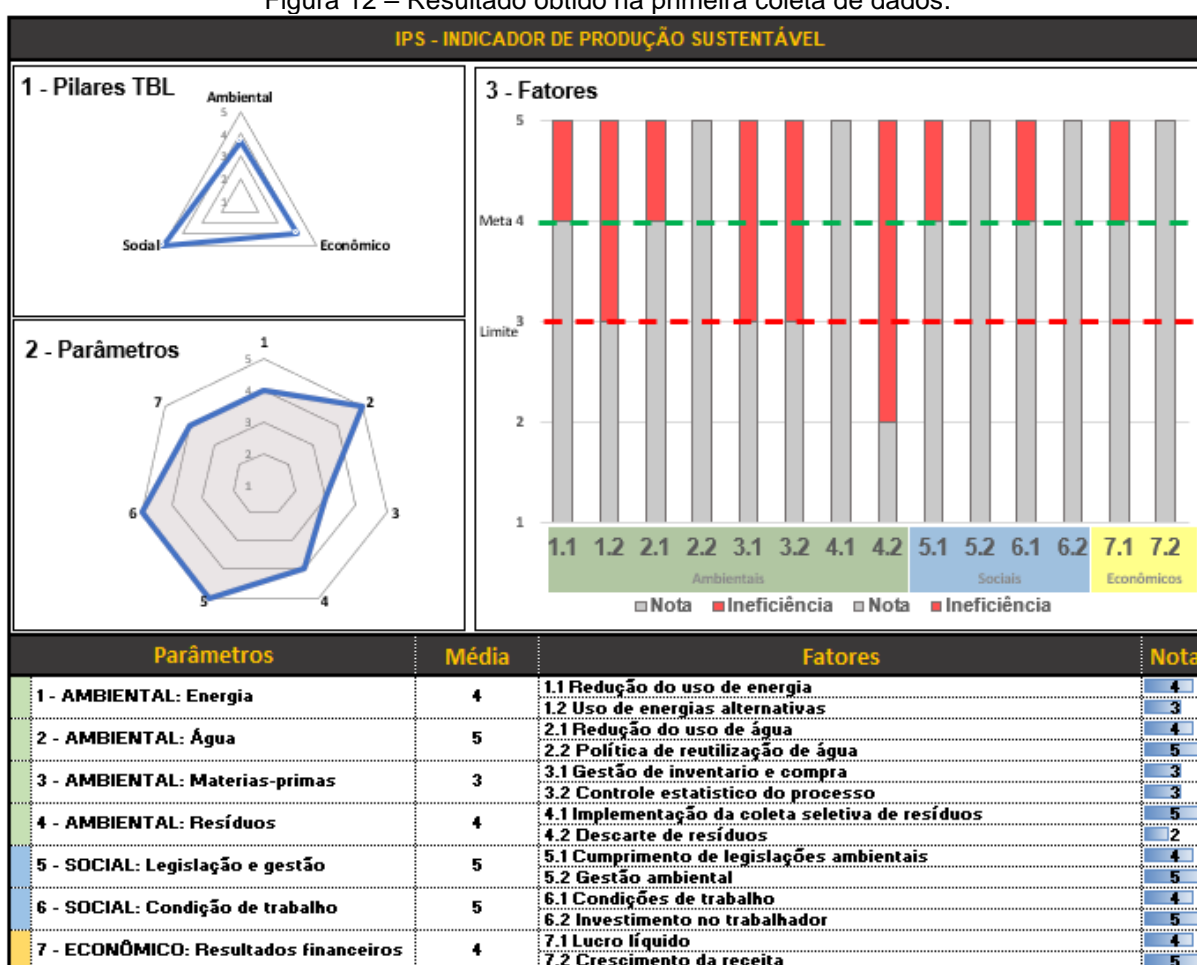 Figura 12 – Resultado obtido na primeira coleta de dados.
IPS - INDICADOR DE PRODUÇÃO SUSTENTÁVEL
1 - Pilares TBL
Ambiental
5
4
3
2
1
Social
Econômico
2 - Parâmetros
1
5
4
3
2
1
7
2
6
3
5
4
3 - Fatores
5
Meta 4
3
Limite
2
1
1.1 1.2 2.1 2.2 3.1 3.2 4.1 4.2 5.1 5.2 6.1 6.2 7.1 7.2
Ambientais Sociais Econômicos
Nota Ineficiência Nota Ineficiência
Parâmetros Média Fatores Nota
1 - AMBIENTAL: Energia 4
1.1 Redução do uso de energia 4
1.2 Uso de energias alternativas 3
2 - AMBIENTAL: Água 5
2.1 Redução do uso de água 4
2.2 Política de reutilização de água 5
3 - AMBIENTAL: Materias-primas 3
3.1 Gestão de inventario e compra 3
3.2 Controle estatistico do processo 3
4 - AMBIENTAL: Resíduos 4
4.1 Implementação da coleta seletiva de resíduos 5
4.2 Descarte de resíduos 2
5 - SOCIAL: Legislação e gestão 5
5.1 Cumprimento de legislações ambientais 4
5.2 Gestão ambiental 5
6 - SOCIAL: Condição de trabalho 5
6.1 Condições de trabalho 4
6.2 Investimento no trabalhador 5
7 - ECONÔMICO: Resultados financeiros 4
7.1 Lucro líquido 4
7.2 Crescimento da receita 5